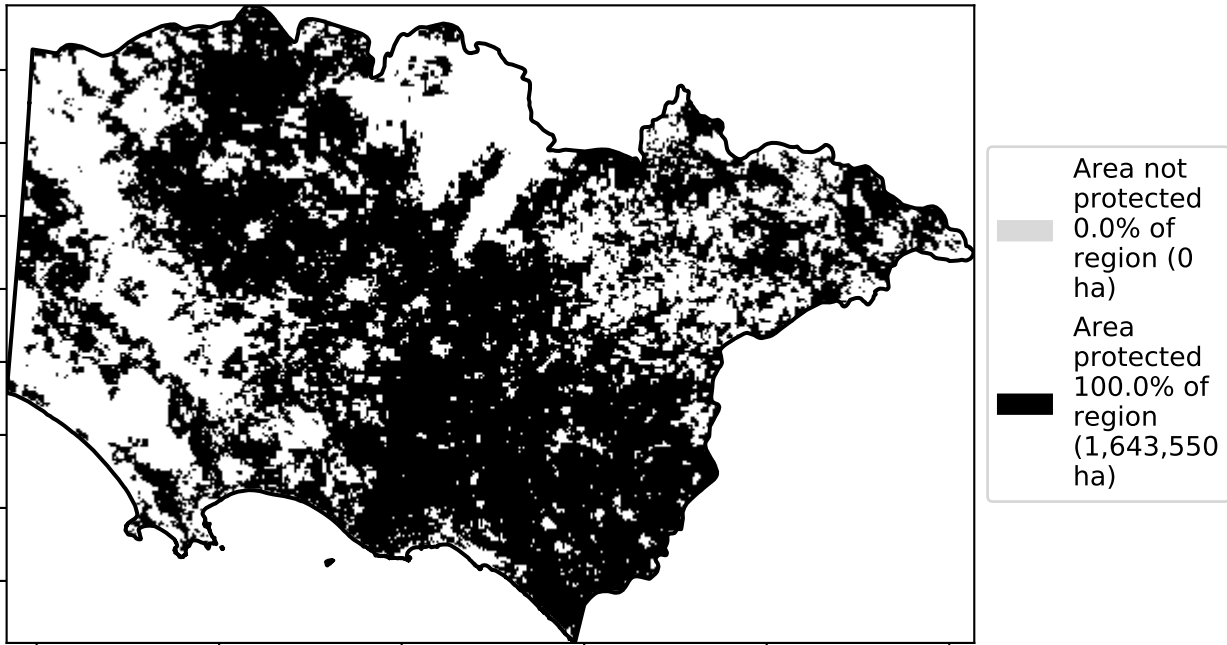 Area not
protected
0.0% of
region (0
ha)
Area
protected
100.0% of
region
(1,643,550
ha)